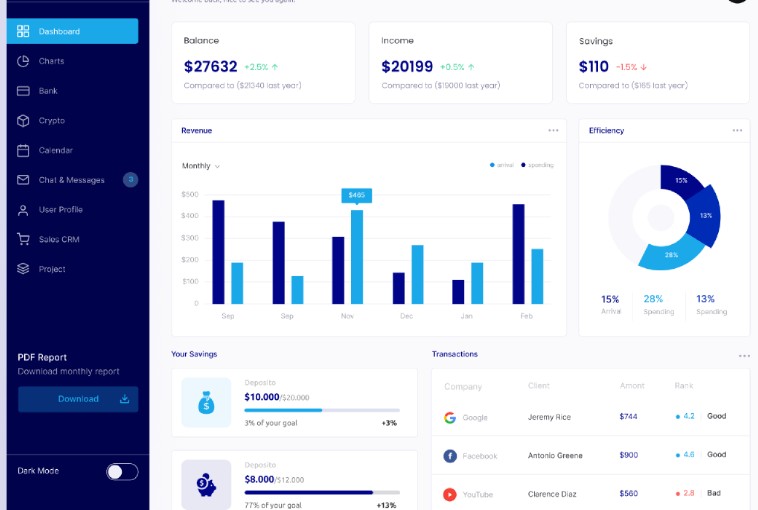 Welcome back, nice to see you again.
Dashboard
Charts
Bank
Crypto
Calendar
Chat & Messages 3
User Profile
Sales CRM
Project
PDF Report
Download monthly report
Download
Dark Mode
Balance
$27632 +2.5% ↑
Compared to ($21340 last year)
Income
$20199 +0.5% ↑
Compared to ($19000 last year)
Savings
$110 -1.5% ↓
Compared to ($165 last year)
Revenue
Monthly
arrival spending
$500
$400
$300
$200
$100
0
$465
Sep Sep Nov Dec Jan Feb
Efficiency
15%
13%
28%
15% 28% 13%
Arrival Spending Spending
Your Savings
Deposito
$10.000/$20.000
3% of your goal +3%
Deposito
$8.000/$12.000
77% of your goal +13%
Transactions
Company Client Amont Rank
Google Jeremy Rice $744 4.2 Good
Facebook Antonio Greene $900 4.6 Good
YouTube Clarence Diaz $560 2.8 Bad